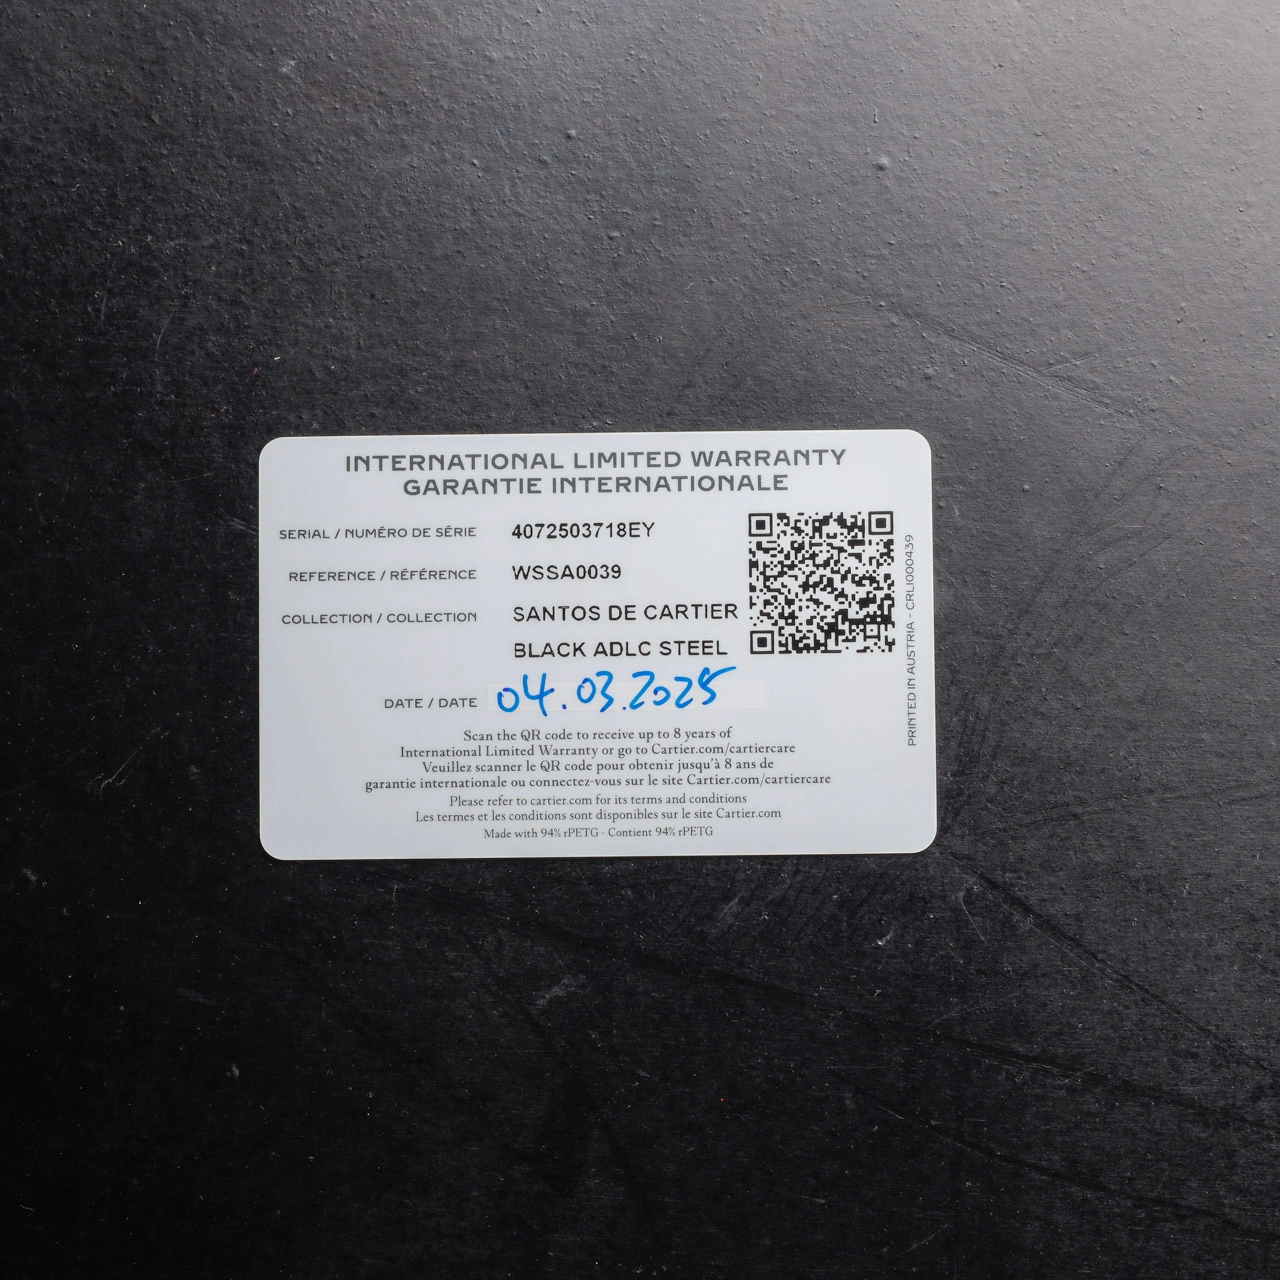 INTERNATIONAL LIMITED WARRANTY
GARANTIE INTERNATIONALE
SERIAL / NUMÉRO DE SÉRIE 4072503718EY
REFERENCE / RÉFÉRENCE WSSA0039
COLLECTION / COLLECTION SANTOS DE CARTIER
BLACK ADLC STEEL
DATE / DATE 04.03.2025
Scan the QR code to receive up to 8 years of
International Limited Warranty or go to Cartier.com/cartiercare
Veuillez scanner le QR code pour obtenir jusqu'à 8 ans de
garantie internationale ou connectez-vous sur le site Cartier.com/cartiercare
Please refer to cartier.com for its terms and conditions
Les termes et les conditions sont disponibles sur le site Cartier.com
Made with 94% rPETG - Contient 94% rPETG
PRINTED IN AUSTRIA - CRLI000439